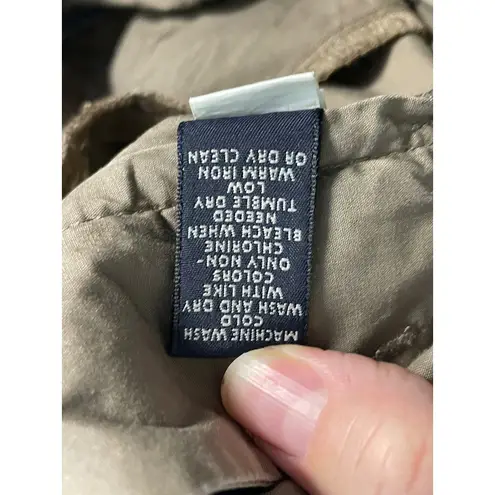 MACHINE WASH
COLD
WASH AND DRY
WITH LIKE
COLORS
ONLY NON-
CHLORINE
BLEACH WHEN
NEEDED
TUMBLE DRY
LOW
WARM IRON
OR DRY CLEAN